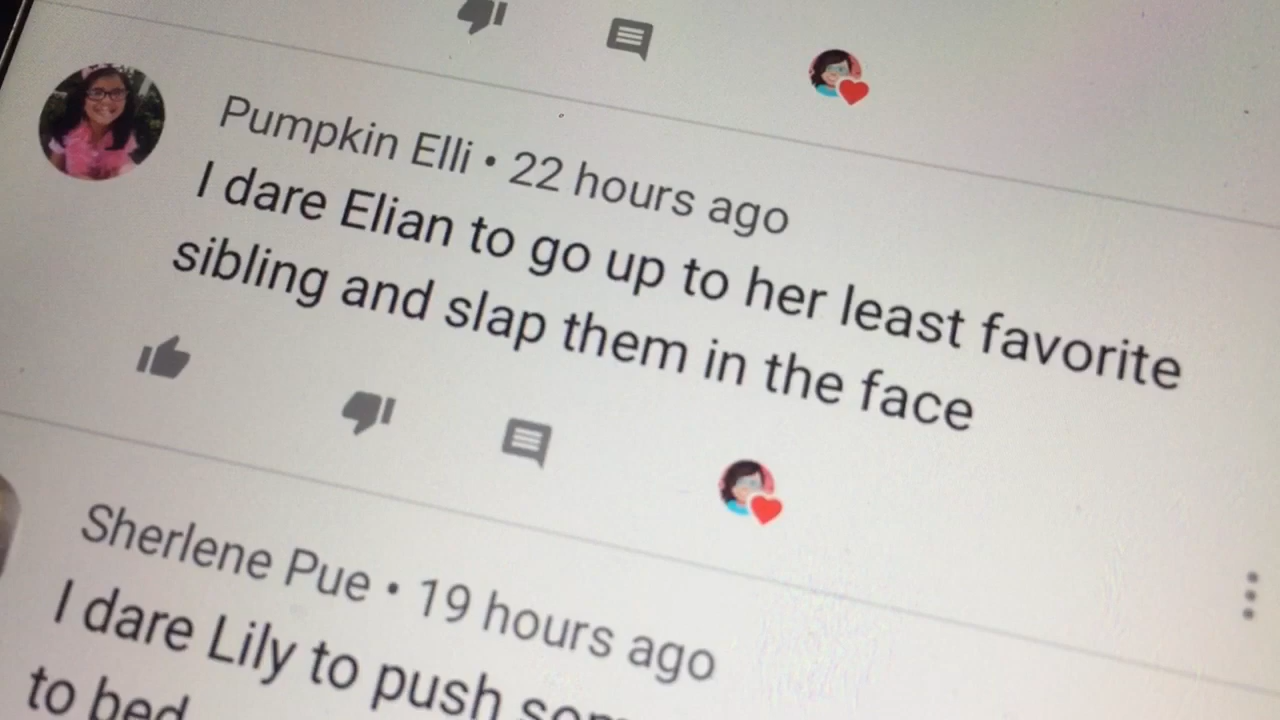 Pumpkin Elli • 22 hours ago
I dare Elian to go up to her least favorite
sibling and slap them in the face
Sherlene Pue • 19 hours ago
I dare Lily to push
to bed